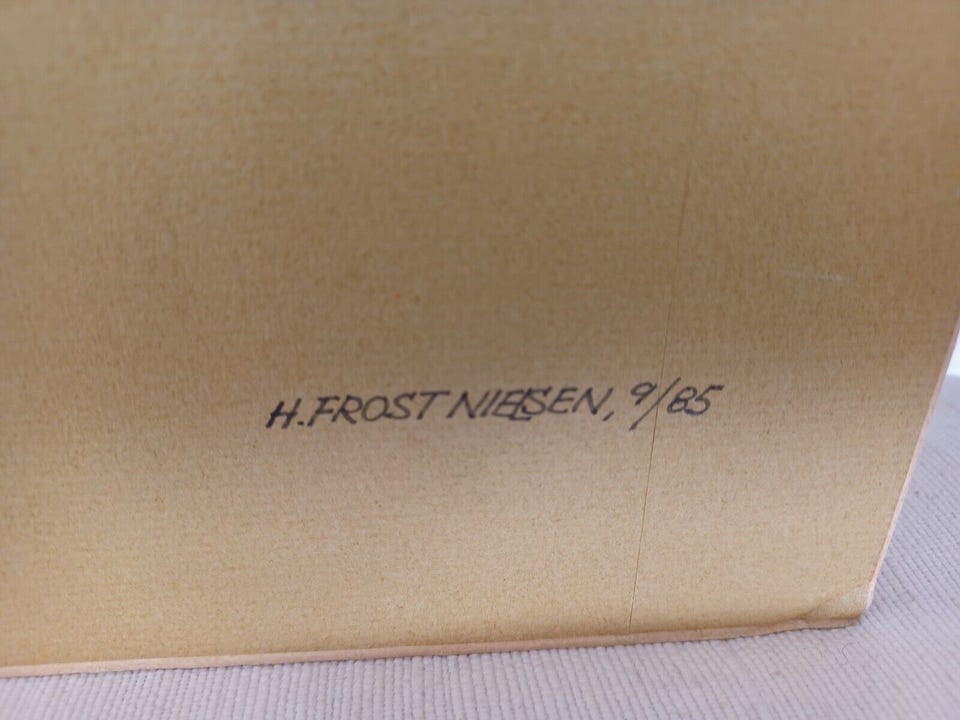 H. FROST NIELSEN, 9/85